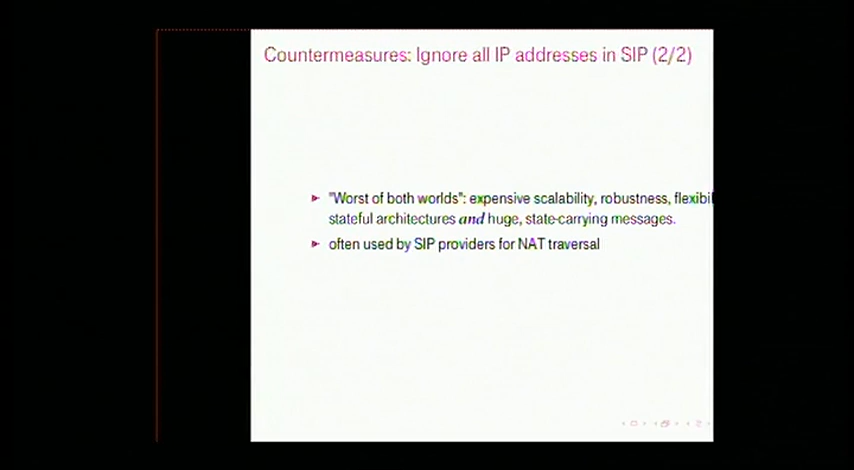 Countermeasures: Ignore all IP addresses in SIP (2/2)
"Worst of both worlds": expensive scalability, robustness,
stateful architectures and huge, state-carrying messages.
often used by SIP providers for NAT traversal